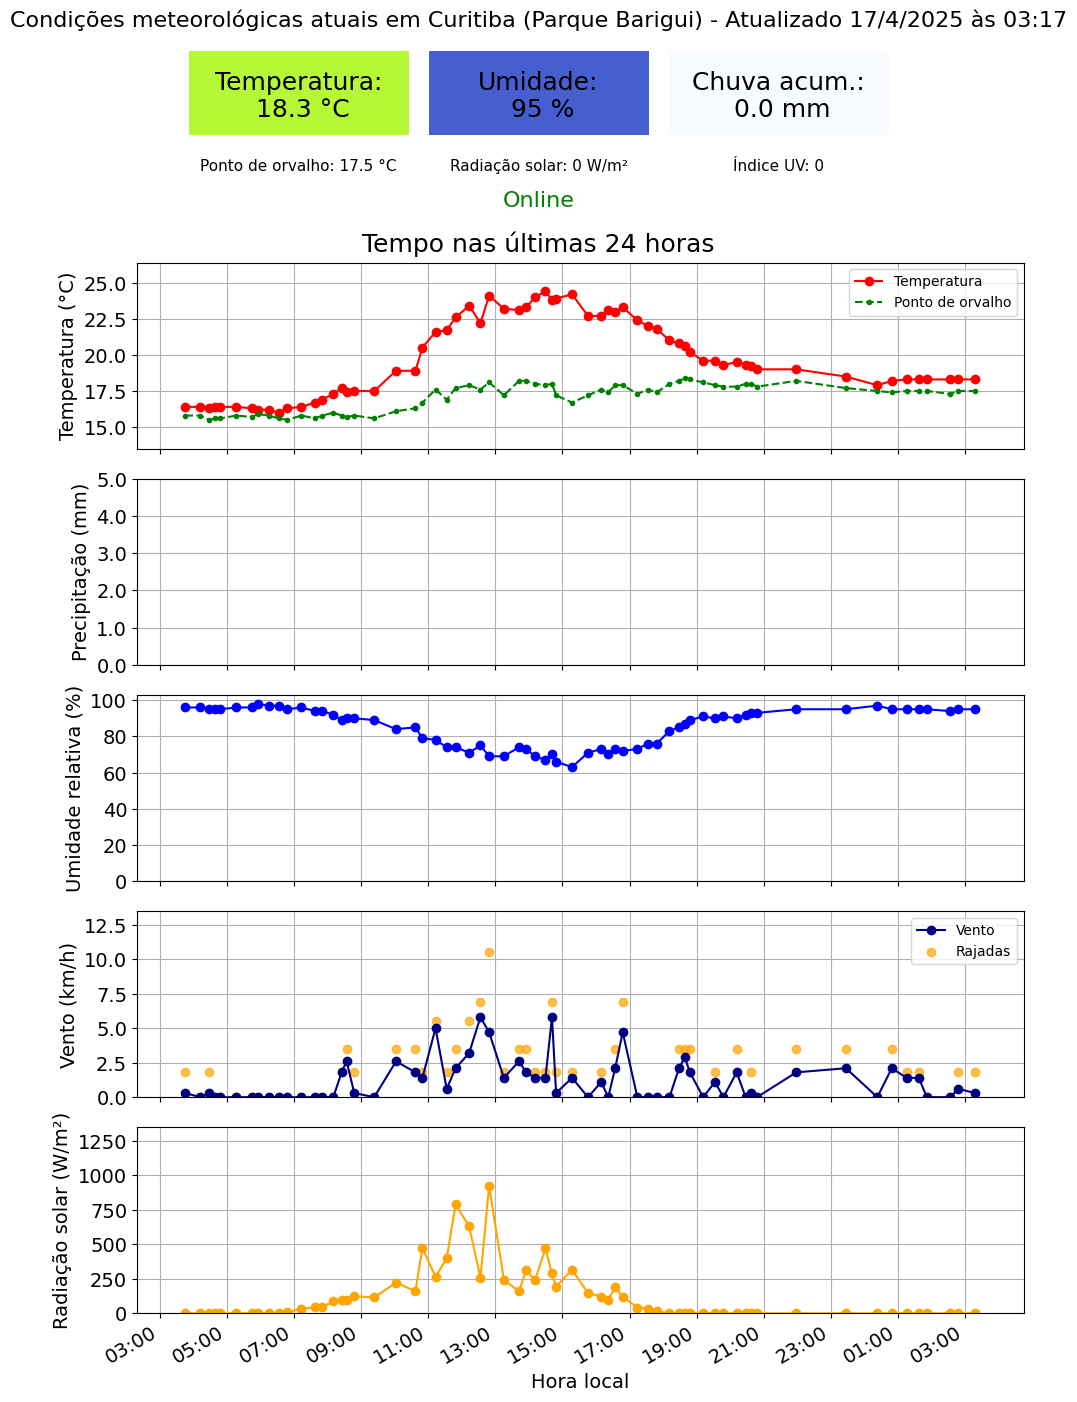 Condições meteorológicas atuais em Curitiba (Parque Barigui) - Atualizado 17/4/2025 às 03:17
Temperatura:
18.3 °C
Umidade:
95 %
Chuva acum.:
0.0 mm
Ponto de orvalho: 17.5 °C
Radiação solar: 0 W/m²
Índice UV: 0
Online
Tempo nas últimas 24 horas
Temperatura (°C)
25.0
22.5
20.0
17.5
15.0
Temperatura
Ponto de orvalho
Precipitação (mm)
5.0
4.0
3.0
2.0
1.0
0.0
Umidade relativa (%)
100
80
60
40
20
0
Vento (km/h)
12.5
10.0
7.5
5.0
2.5
0.0
Vento
Rajadas
Radiação solar (W/m²)
1250
1000
750
500
250
0
03:00
05:00
07:00
09:00
11:00
13:00
15:00
17:00
19:00
21:00
23:00
01:00
03:00
Hora local